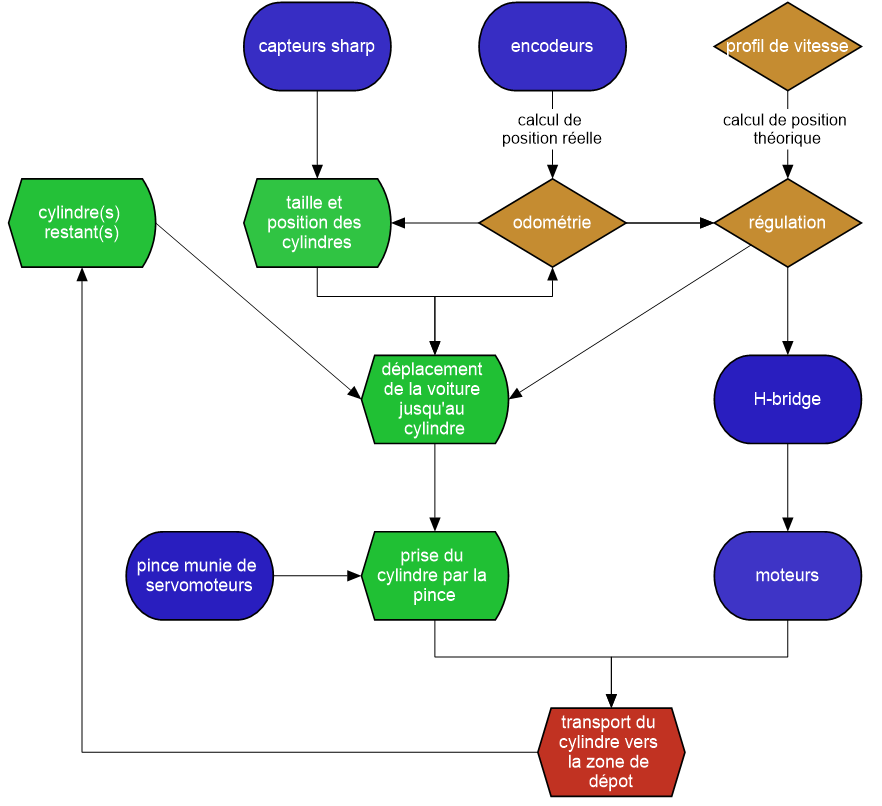 capteurs sharp
encodeurs
profil de vitesse
calcul de
position réelle
calcul de position
théorique
cylindre(s)
restant(s)
taille et
position des
cylindres
odométrie
régulation
déplacement
de la voiture
jusqu'au
cylindre
H-bridge
pince munie de
servomoteurs
prise du
cylindre par la
pince
moteurs
transport du
cylindre vers
la zone de
dépot